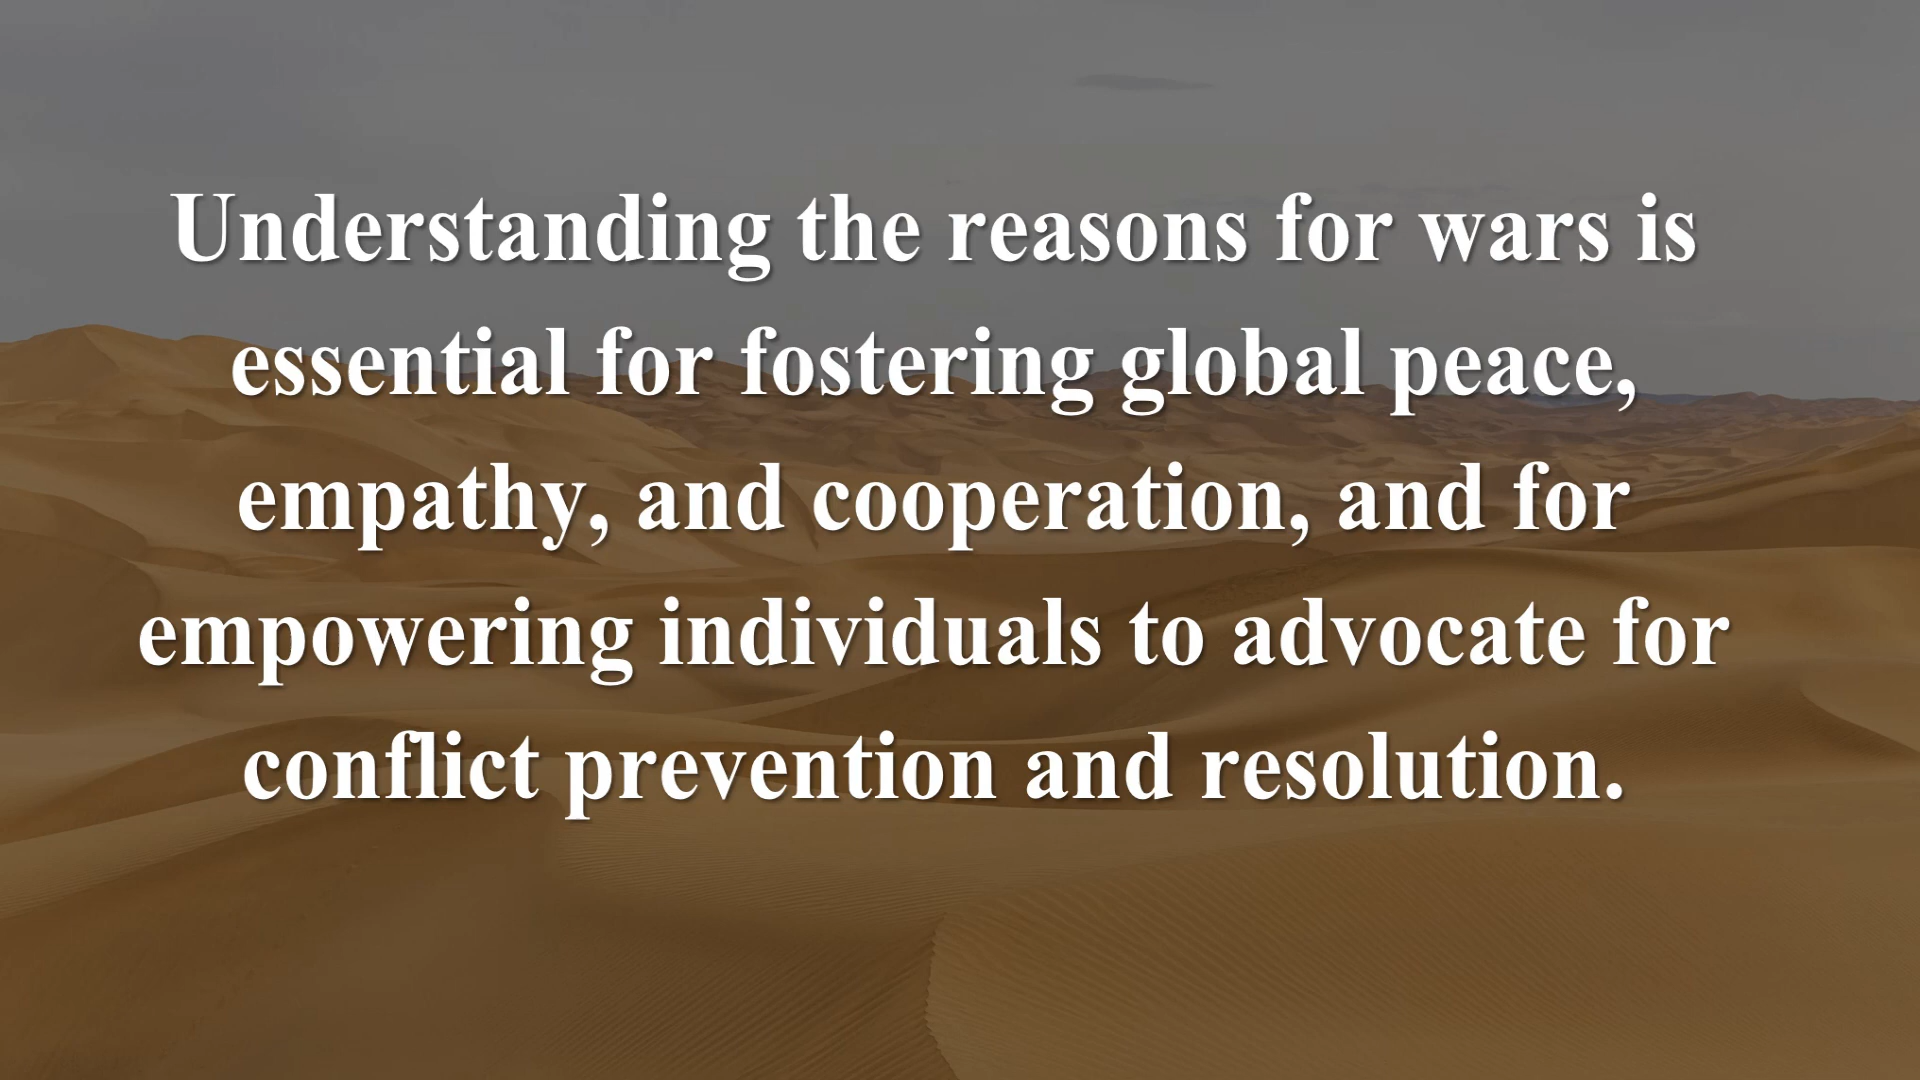 Understanding the reasons for wars is
essential for fostering global peace,
empathy, and cooperation, and for
empowering individuals to advocate for
conflict prevention and resolution.